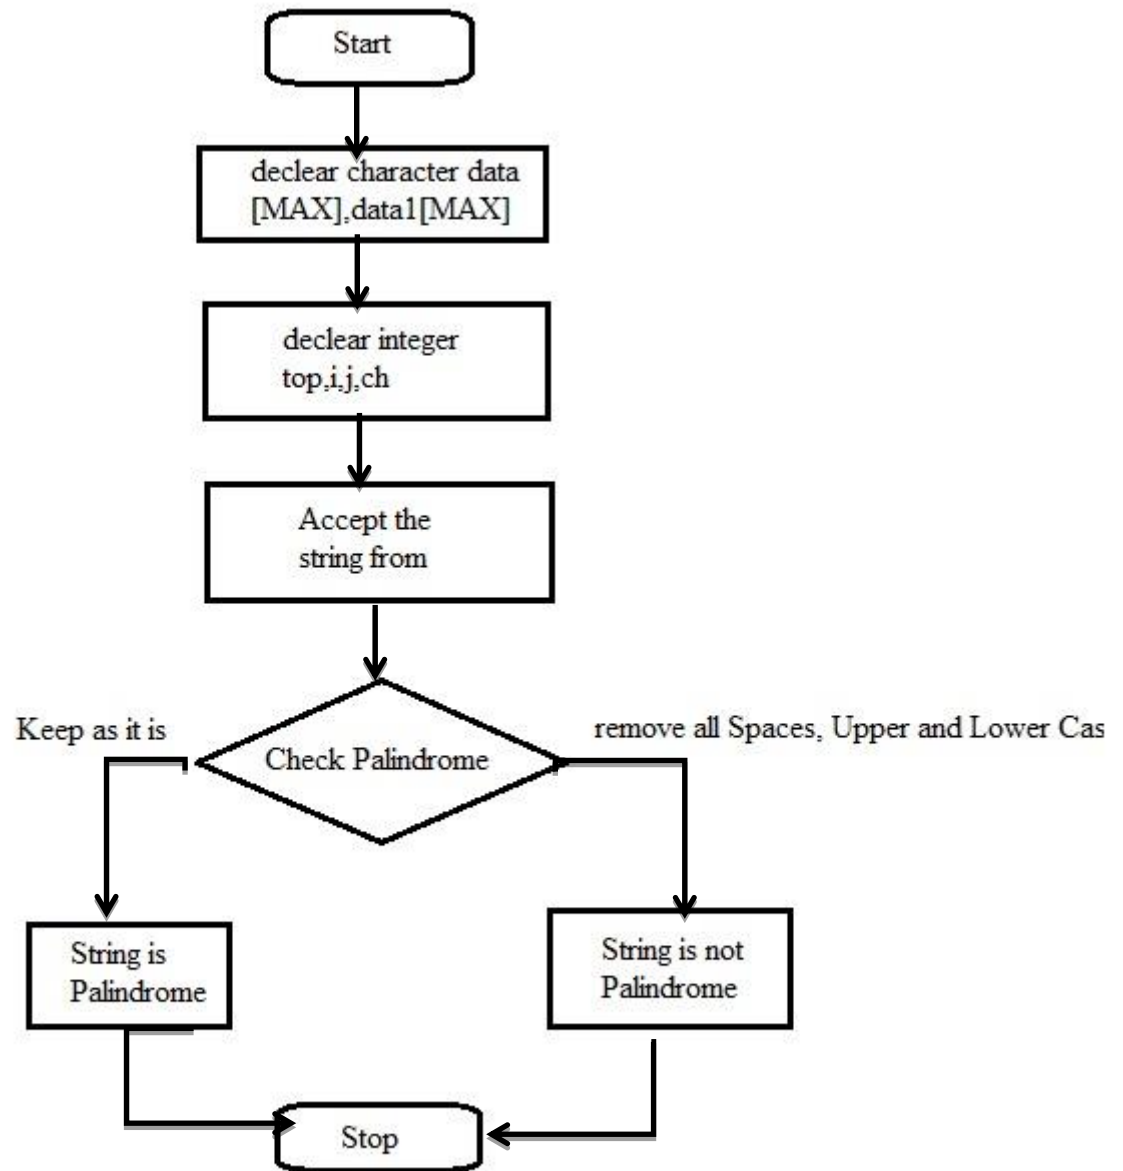 Start
declear character data
[MAX],data1[MAX]
declear integer
top,i,j,ch
Accept the
string from
Check Palindrome
Keep as it is
remove all Spaces, Upper and Lower Cas
String is
Palindrome
String is not
Palindrome
Stop